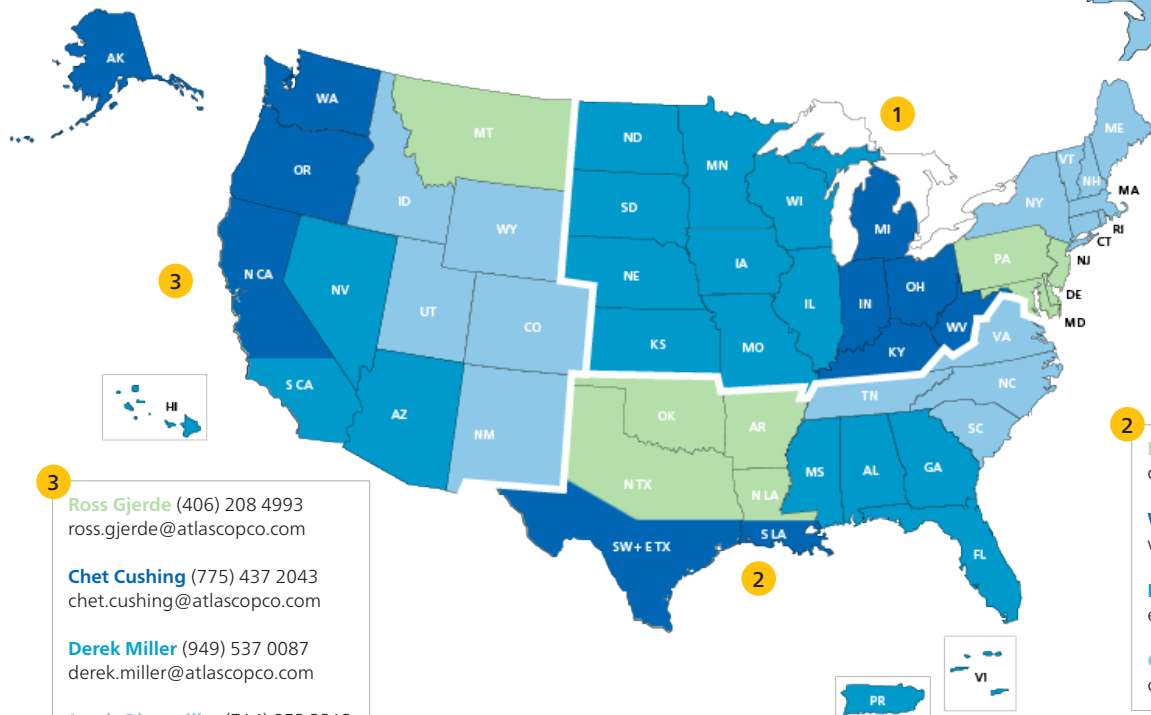 AK
WA
MT
ND
MN
1
ME
VT
NH
OR
ID
SD
WI
NY
MA
MI
RI
CT
WY
N CA
NV
NE
IA
PA
NJ
3
UT
CO
IL
IN
OH
DE
MD
KS
MO
KY
WV
VA
S CA
HI
AZ
NM
OK
AR
TN
NC
SC
N TX
N LA
MS
AL
GA
SW + E TX
S LA
FL
2
VI
PR
3
Ross Gjerde (406) 208 4993
ross.gjerde@atlascopco.com
Chet Cushing (775) 437 2043
chet.cushing@atlascopco.com
Derek Miller (949) 537 0087
derek.miller@atlascopco.com
2